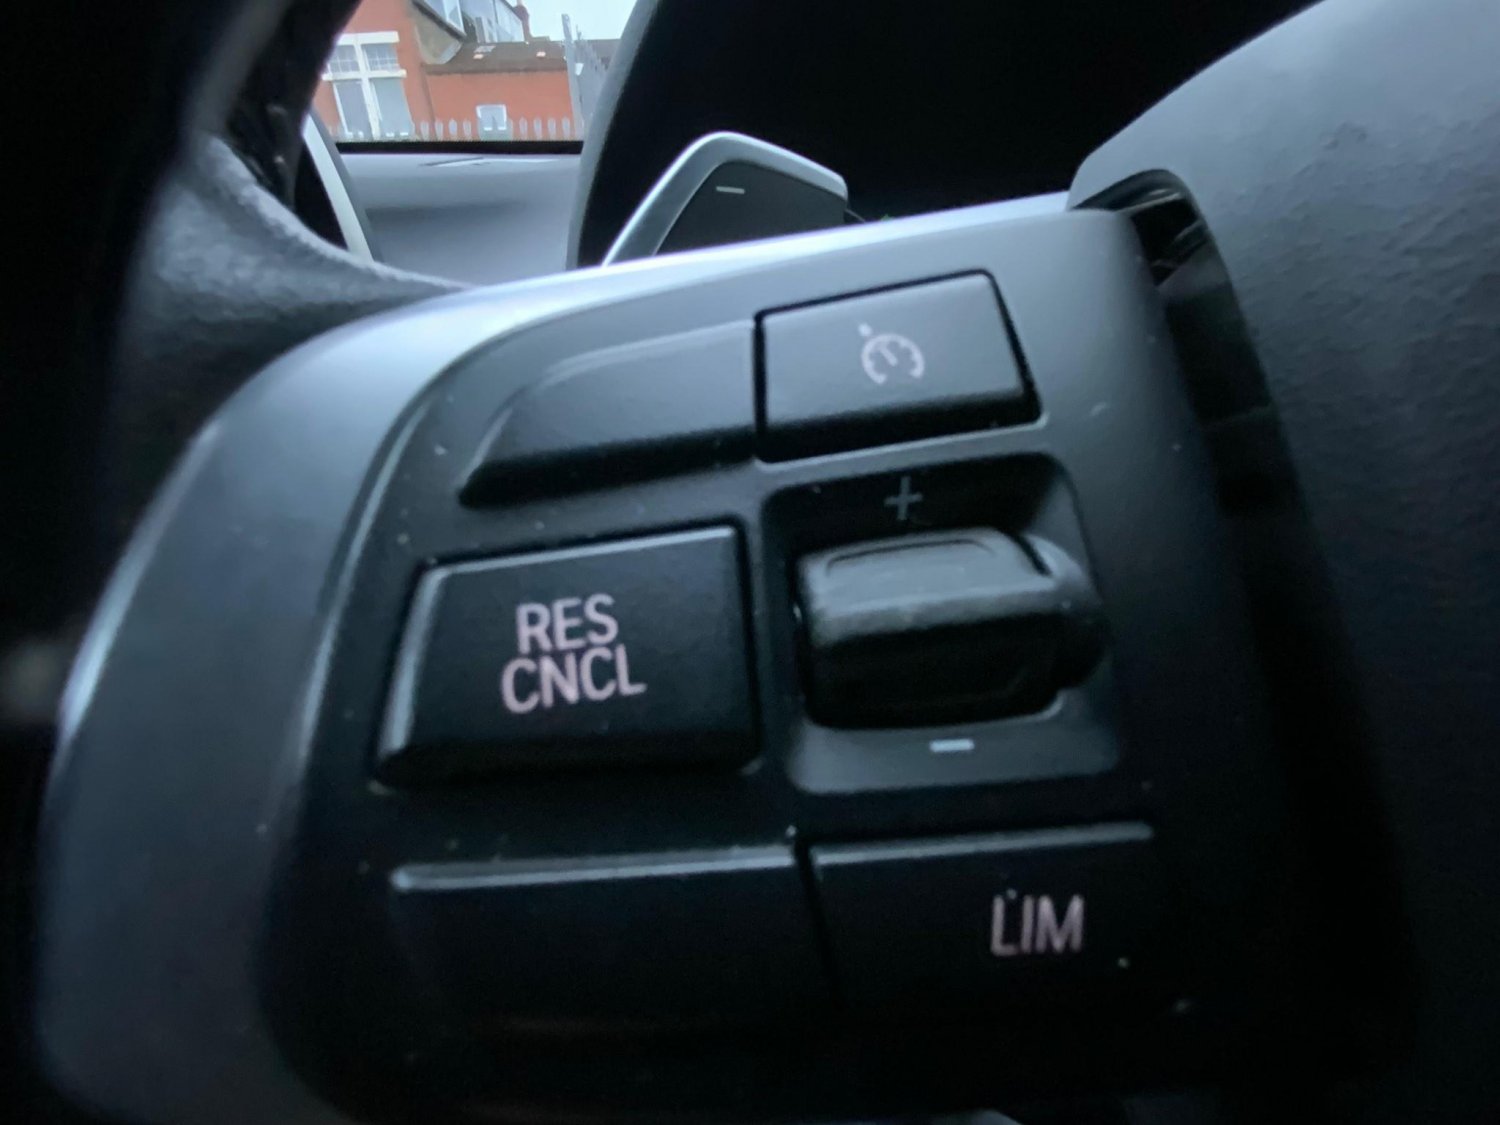 +
RES
CNCL
-
LIM